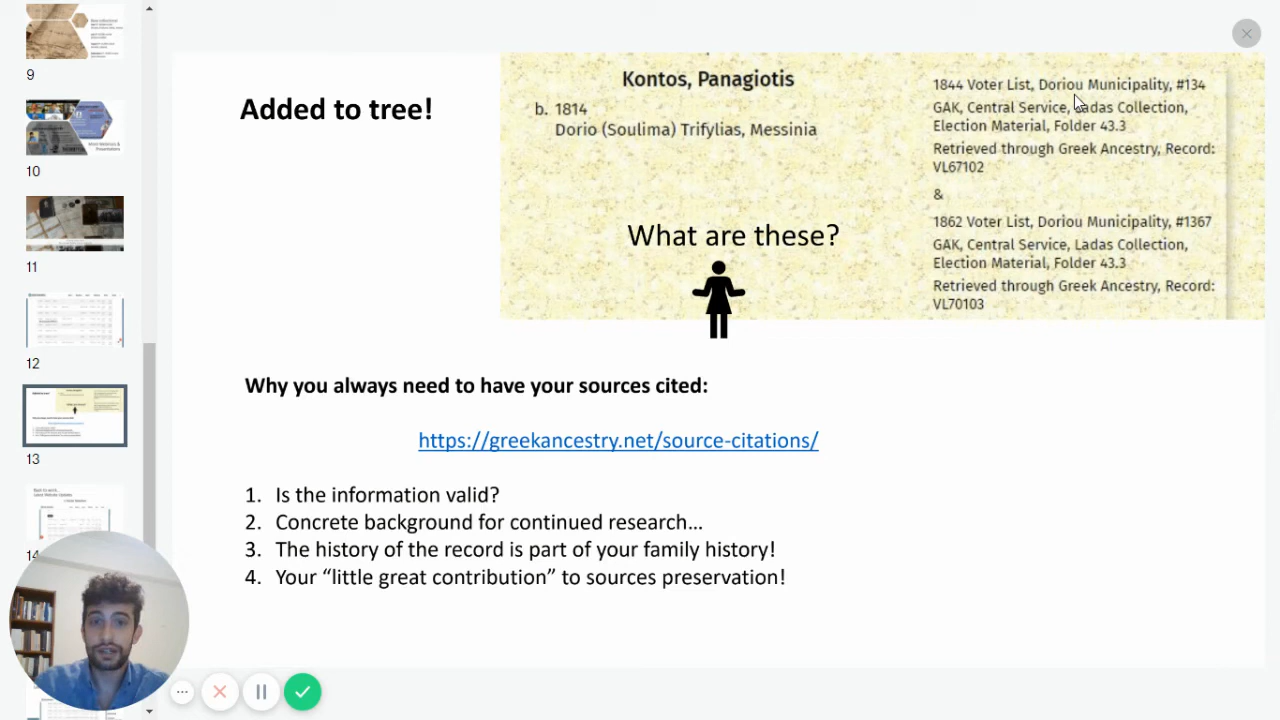 9
10
11
12
13
14
Added to tree!
Kontos, Panagiotis
b. 1814
Dorio (Soulima) Trifylias, Messinia
What are these?
1844 Voter List, Doriou Municipality, #134
GAK, Central Service, Ladas Collection,
Election Material, Folder 43.3
Retrieved through Greek Ancestry, Record:
VL67102
&
1862 Voter List, Doriou Municipality, #1367
GAK, Central Service, Ladas Collection,
Election Material, Folder 43.3
Retrieved through Greek Ancestry, Record:
VL70103
Why you always need to have your sources cited:
https://greekancestry.net/source-citations/
1. Is the information valid?
2. Concrete background for continued research...
3. The history of the record is part of your family history!
4. Your “little great contribution” to sources preservation!